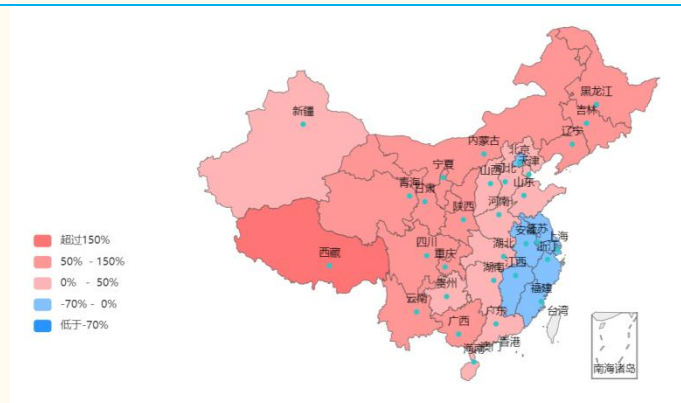 黑龙江
吉林
辽宁
新疆
内蒙古
北京
天津
宁夏
山西
河北
青海
甘肃
山东
陕西
河南
超过150%
50% - 150%
0% - 50%
-70% - 0%
低于-70%
西藏
四川
重庆
湖北
安徽
江苏
上海
浙江
湖南
江西
贵州
云南
福建
广西
广东
台湾
香港
澳门
海南
南海诸岛